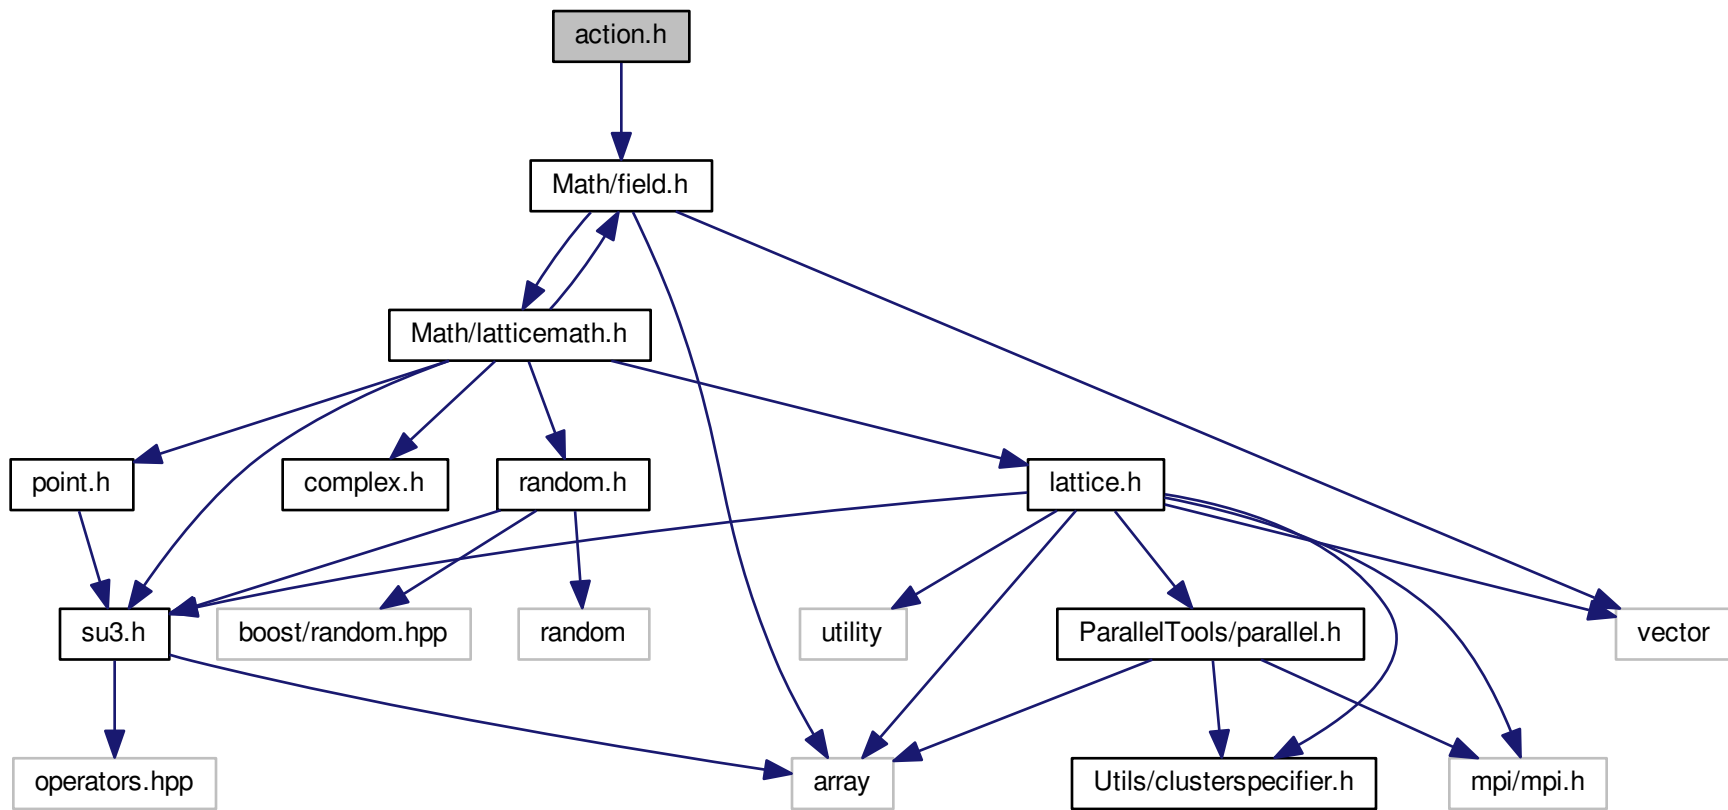 action.h
Math/field.h
Math/latticemath.h
point.h
complex.h
random.h
lattice.h
su3.h
boost/random.hpp
random
utility
ParallelTools/parallel.h
vector
operators.hpp
array
Utils/clusterspecifier.h
mpi/mpi.h